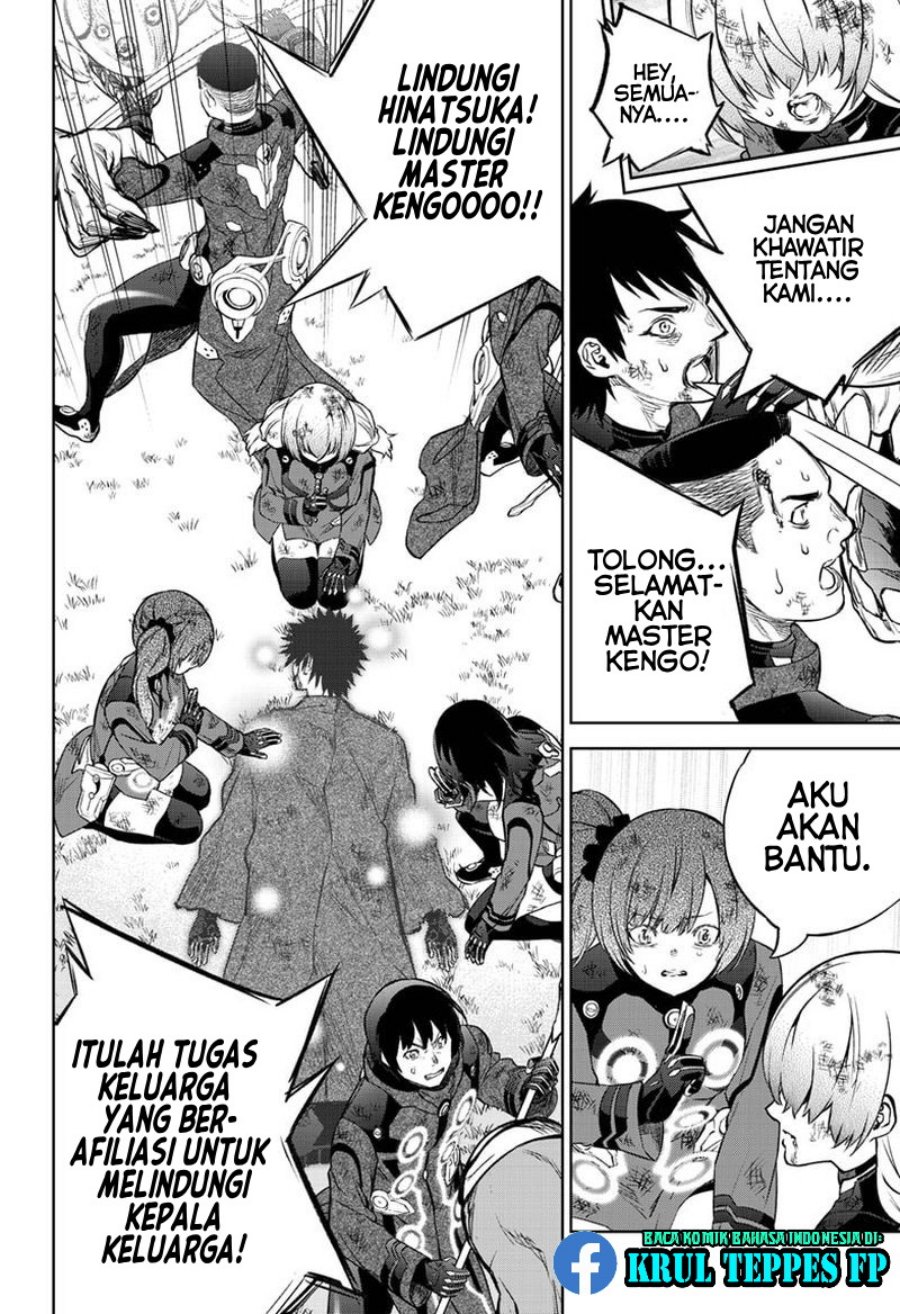 HEY,
SEMUA-
NYA....
JANGAN
KHAWATIR
TENTANG
KAMI....
TOLONG...
SELAMAT-
KAN
MASTER
KENGO!
AKU
AKAN
BANTU.
LINDUNGI
HINATSUKA!
LINDUNGI
MASTER
KENGOOOO!!
ITULAH TUGAS
KELUARGA
YANG BER-
AFILIASI UNTUK
MELINDUNGI
KEPALA
KELUARGA!
BACA KOMIK BAHASA INDONESIA DI:
KRUL TEPPES FP